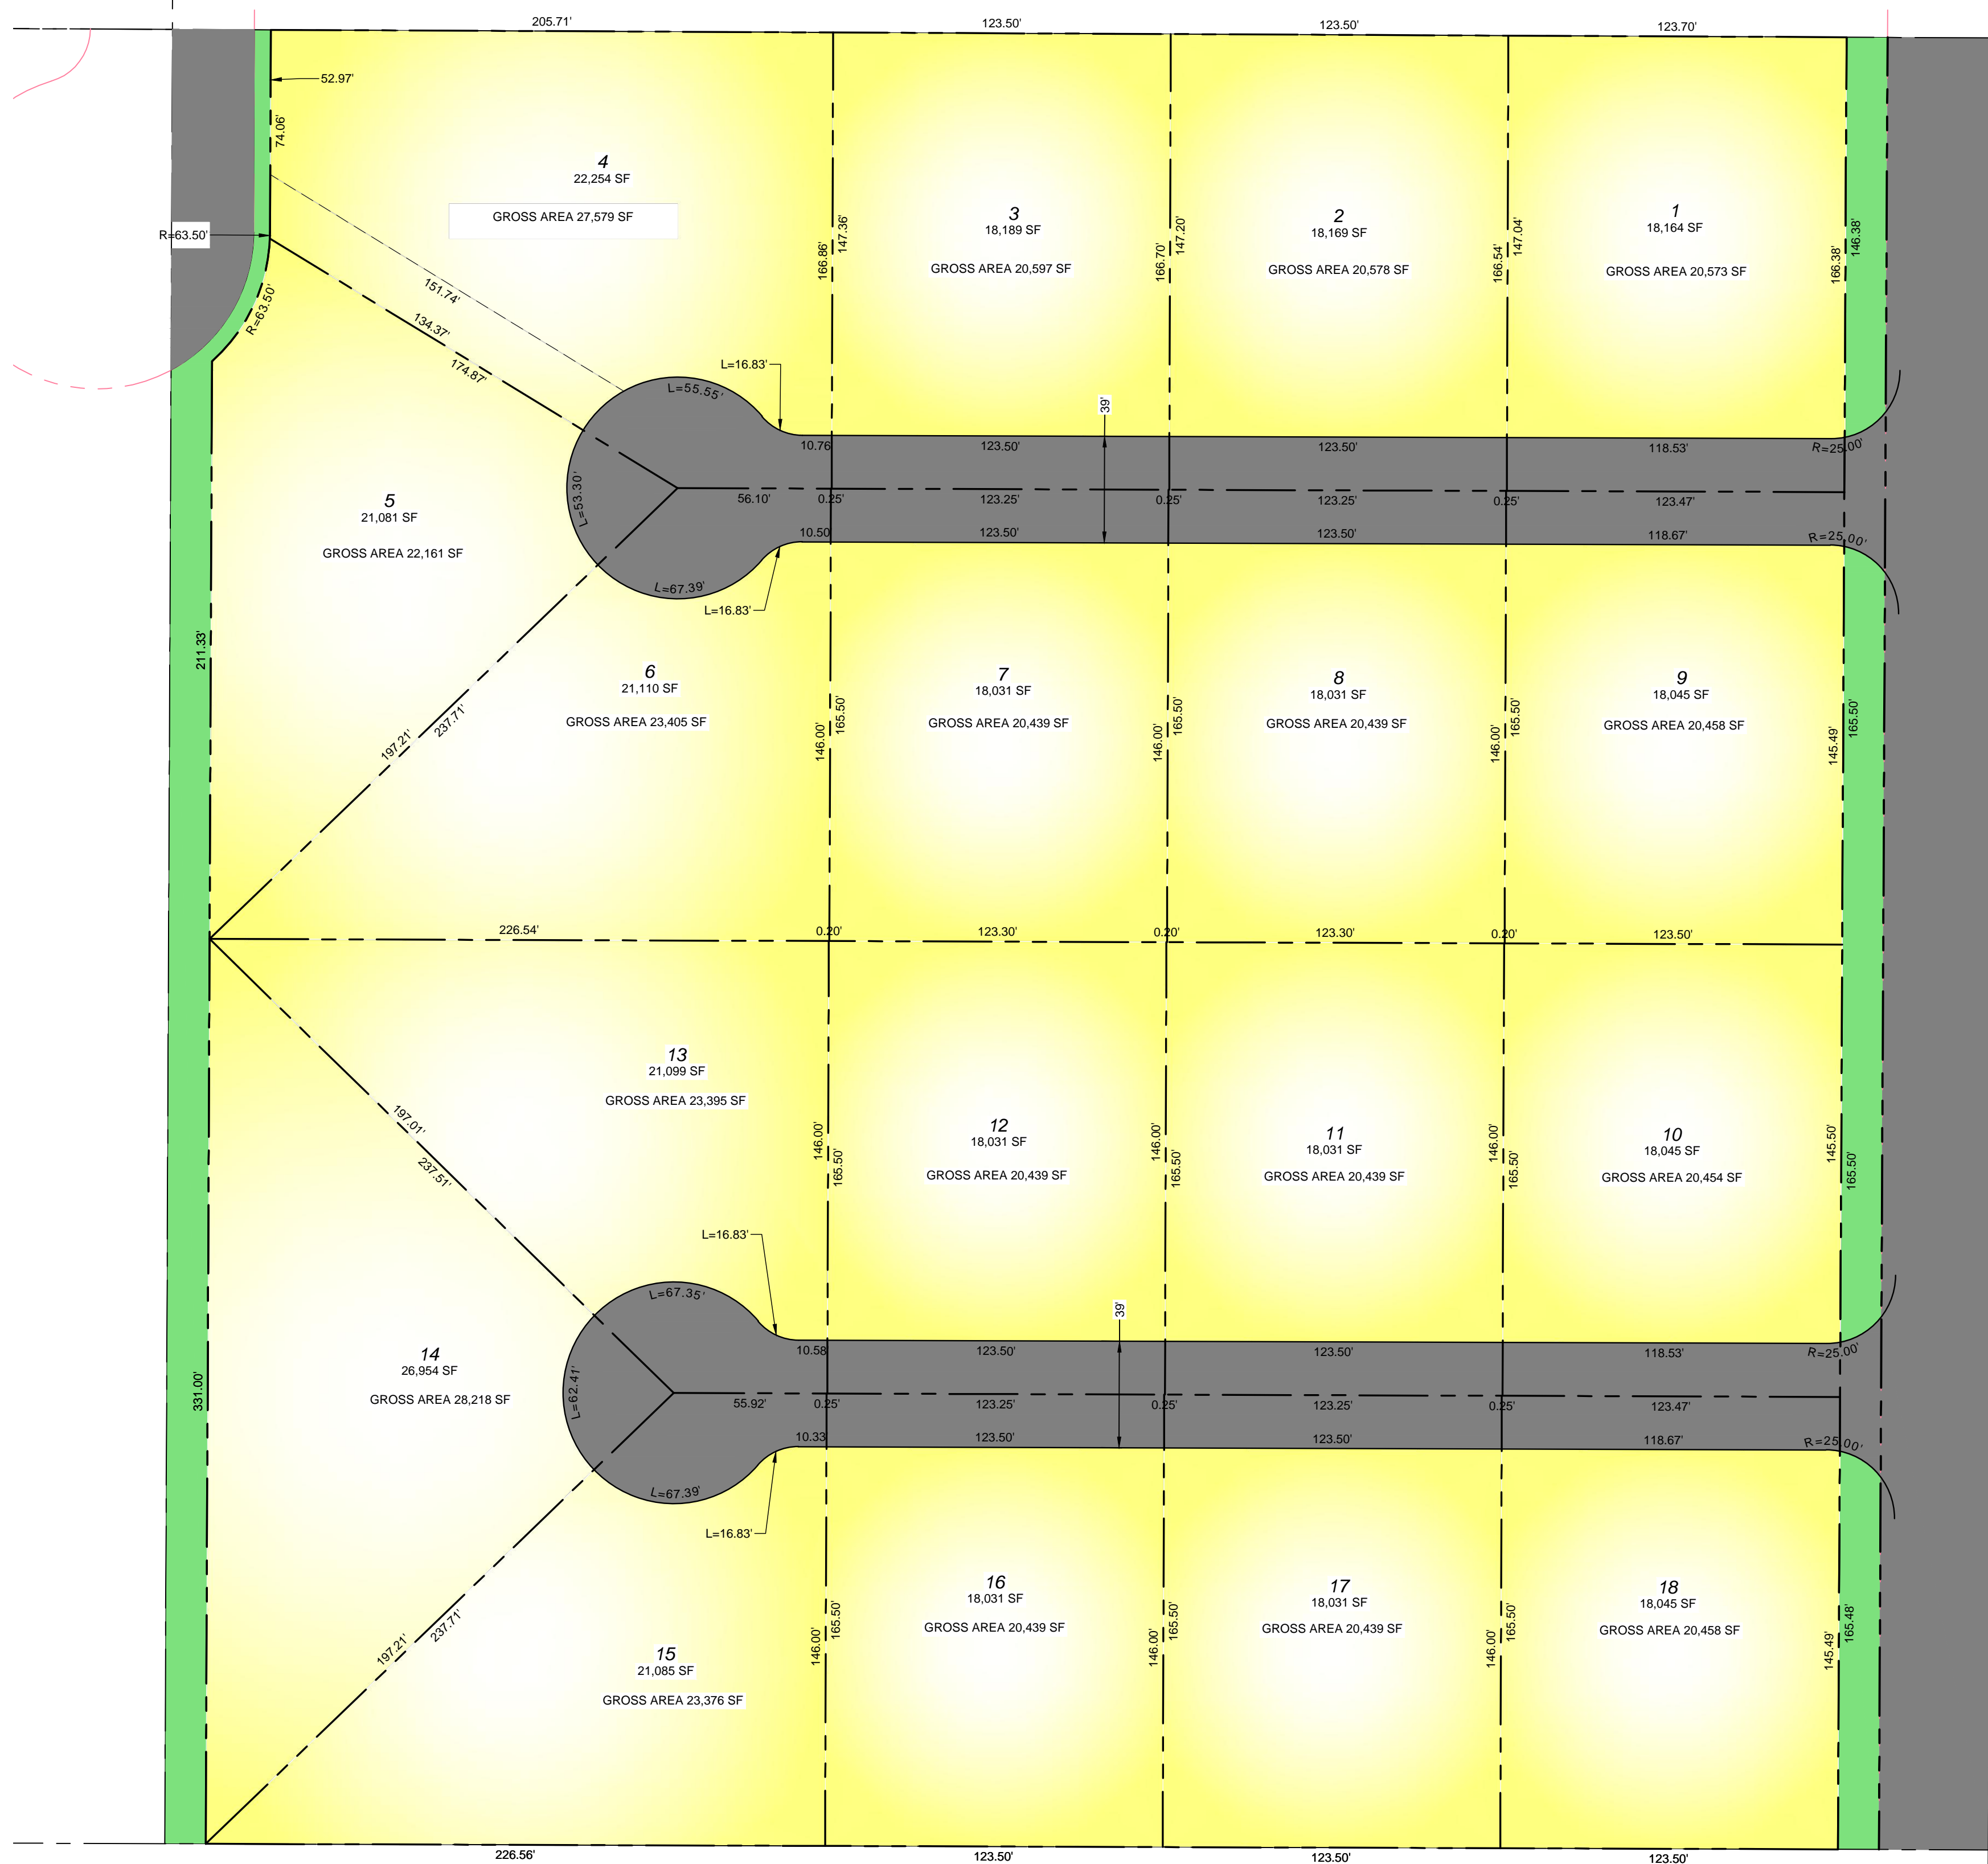 205.71'
123.50'
123.50'
123.70'
52.97'
74.06'
4
22,254 SF
GROSS AREA 27,579 SF
3
18,189 SF
GROSS AREA 20,597 SF
2
18,169 SF
GROSS AREA 20,578 SF
1
18,164 SF
GROSS AREA 20,573 SF
166.86'
147.36'
166.70'
147.20'
166.54'
147.04'
166.38'
146.38'
R=63.50'
R=63.50'
151.74'
134.37'
174.87'
L=16.83'
L=55.55'
39'
10.76
123.50'
123.50'
118.53'
R=25.00'
5
21,081 SF
GROSS AREA 22,161 SF
L=53.30'
56.10'
0.25'
123.25'
0.25'
123.25'
0.25'
123.47'
10.50
123.50'
123.50'
118.67'
R=25.00'
L=67.39'
L=16.83'
211.33'
6
21,110 SF
GROSS AREA 23,405 SF
7
18,031 SF
GROSS AREA 20,439 SF
8
18,031 SF
GROSS AREA 20,439 SF
9
18,045 SF
GROSS AREA 20,458 SF
197.21'
237.71'
146.00'
165.50'
146.00'
165.50'
146.00'
165.50'
145.49'
165.50'
226.54'
0.20'
123.30'
0.20'
123.30'
0.20'
123.50'
13
21,099 SF
GROSS AREA 23,395 SF
12
18,031 SF
GROSS AREA 20,439 SF
11
18,031 SF
GROSS AREA 20,439 SF
10
18,045 SF
GROSS AREA 20,454 SF
197.01'
237.51'
146.00'
165.50'
146.00'
165.50'
146.00'
165.50'
145.50'
165.50'
L=16.83'
L=67.35'
39'
10.58
123.50'
123.50'
118.53'
R=25.00'
14
26,954 SF
GROSS AREA 28,218 SF
331.00'
L=62.41'
55.92'
0.25'
123.25'
0.25'
123.25'
0.25'
123.47'
10.33
123.50'
123.50'
118.67'
R=25.00'
L=67.39'
L=16.83'
197.21'
237.71'
15
21,085 SF
GROSS AREA 23,376 SF
16
18,031 SF
GROSS AREA 20,439 SF
17
18,031 SF
GROSS AREA 20,439 SF
18
18,045 SF
GROSS AREA 20,458 SF
146.00'
165.50'
146.00'
165.50'
146.00'
165.50'
145.49'
165.48'
226.56'
123.50'
123.50'
123.50'